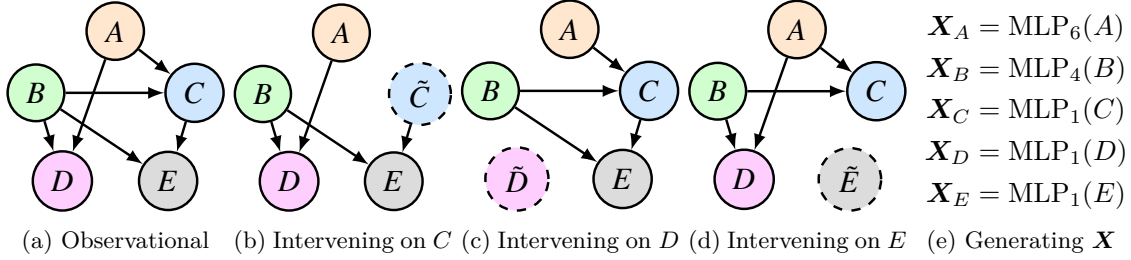 A
B
C
D
E
(a) Observational
A
B
C̃
D
E
(b) Intervening on C
A
B
C
D̃
E
(c) Intervening on D
A
B
C
D
Ẽ
(d) Intervening on E
X_A = MLP_6(A)
X_B = MLP_4(B)
X_C = MLP_1(C)
X_D = MLP_1(D)
X_E = MLP_1(E)
(e) Generating X